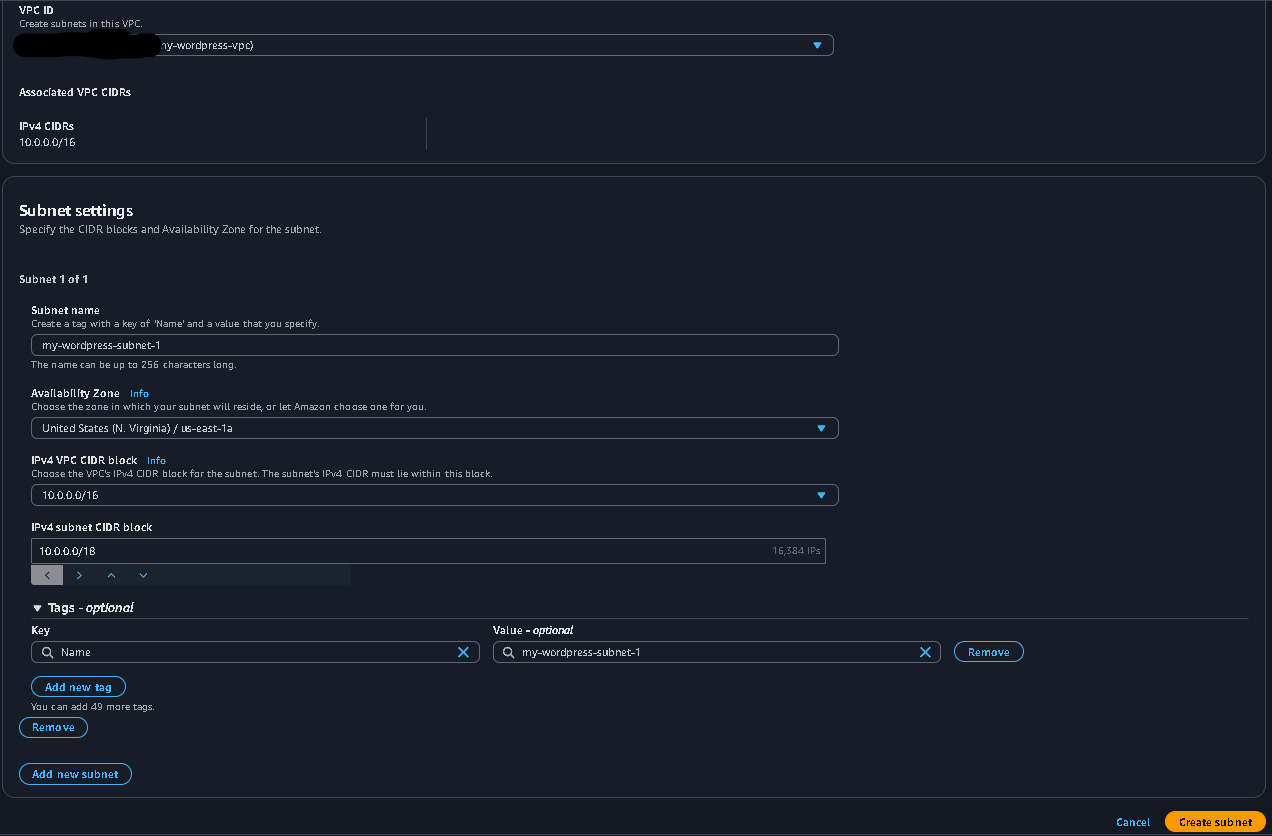 VPC ID
Create subnets in this VPC.
my-wordpress-vpc)
Associated VPC CIDRs
IPv4 CIDRs
10.0.0.0/16
Subnet settings
Specify the CIDR blocks and Availability Zone for the subnet.
Subnet 1 of 1
Subnet name
Create a tag with a key of 'Name' and a value that you specify.
my-wordpress-subnet-1
The name can be up to 256 characters long.
Availability Zone Info
Choose the zone in which your subnet will reside, or let Amazon choose one for you.
United States (N. Virginia) / us-east-1a
IPv4 VPC CIDR block Info
Choose the VPC's IPv4 CIDR block for the subnet. The subnet's IPv4 CIDR must lie within this block.
10.0.0.0/16
IPv4 subnet CIDR block
10.0.0.0/18 16,384 IPs
Tags - optional
Key Value - optional
Name my-wordpress-subnet-1 Remove
Add new tag
You can add 49 more tags.
Remove
Add new subnet
Cancel Create subnet